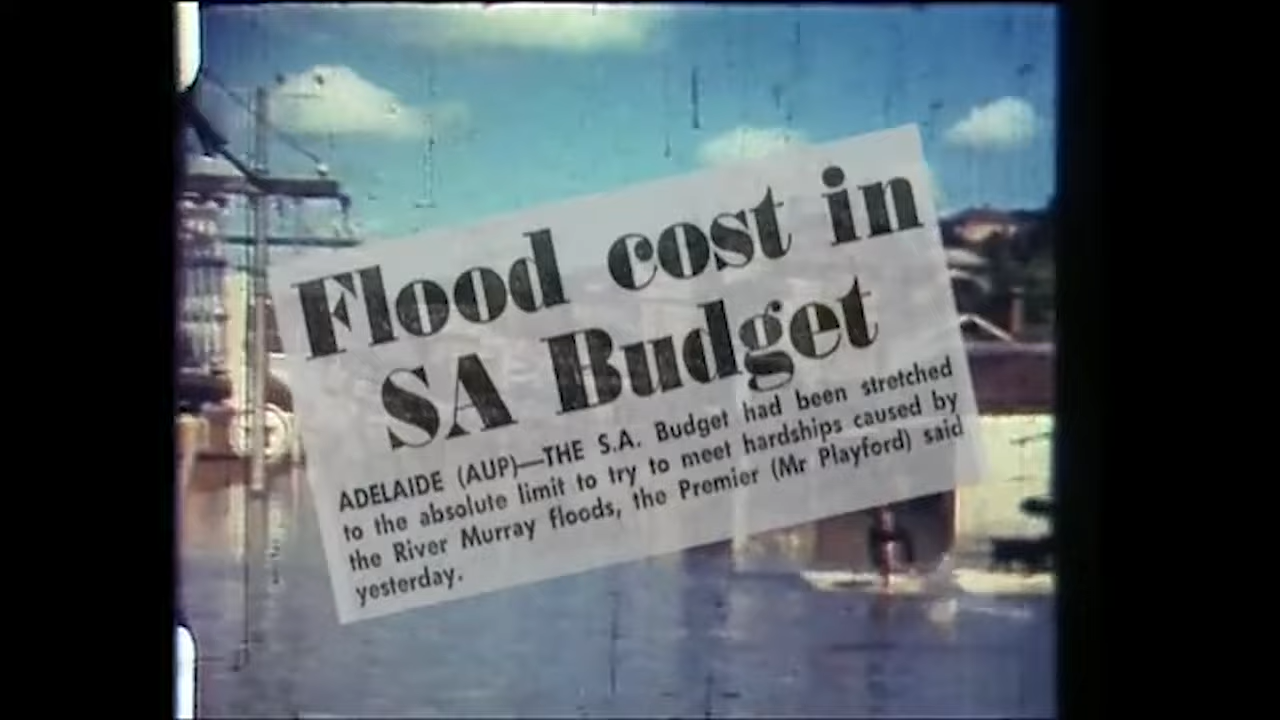 Flood cost in
SA Budget
ADELAIDE (AUP)—THE S.A. Budget had been stretched
to the absolute limit to try to meet hardships caused by
the River Murray floods, the Premier (Mr Playford) said
yesterday.